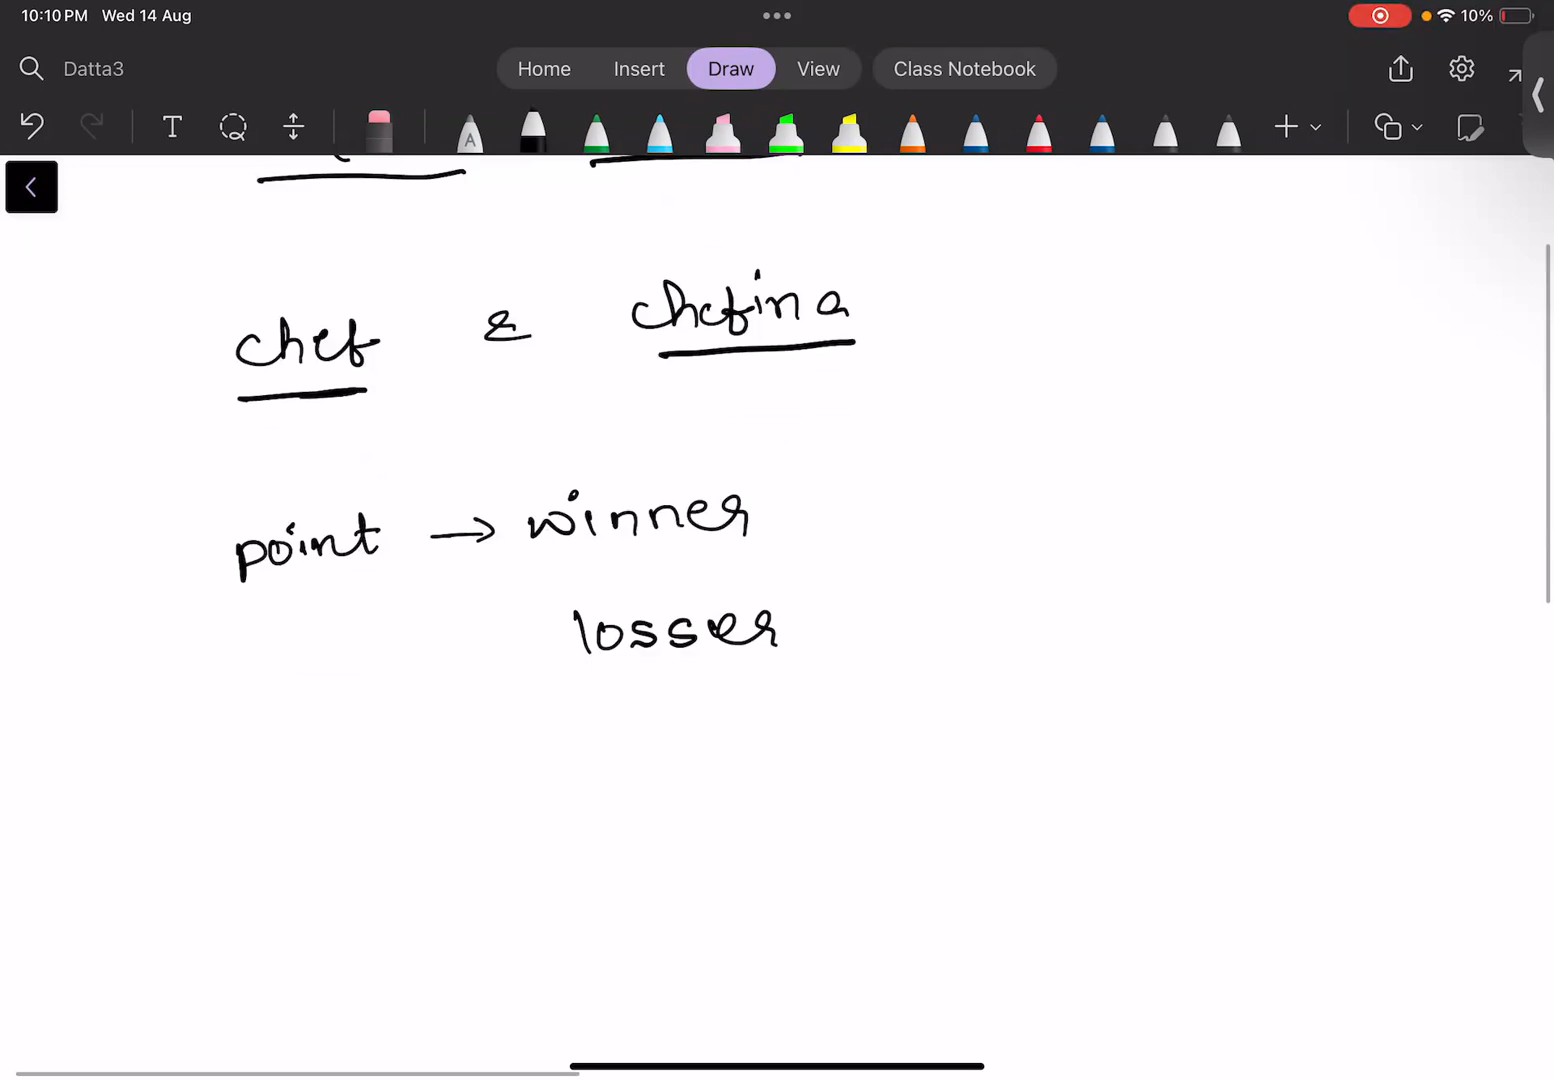 10:10 PM Wed 14 Aug 10%
Datta3 Home Insert Draw View Class Notebook
T A
chef & chefina
point → winner
losser